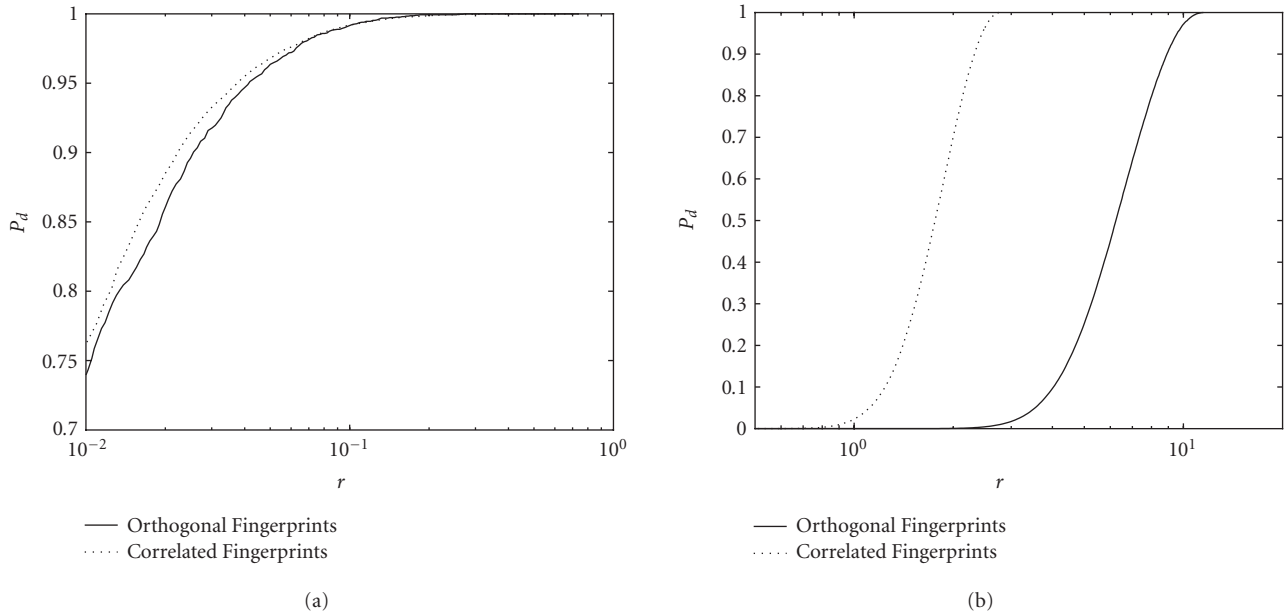 1
0.95
0.9
P_d
0.85
0.8
0.75
0.7
10^−2
10^−1
10^0
r
Orthogonal Fingerprints
Correlated Fingerprints
(a)
1
0.9
0.8
0.7
0.6
P_d
0.5
0.4
0.3
0.2
0.1
0
10^0
10^1
r
Orthogonal Fingerprints
Correlated Fingerprints
(b)